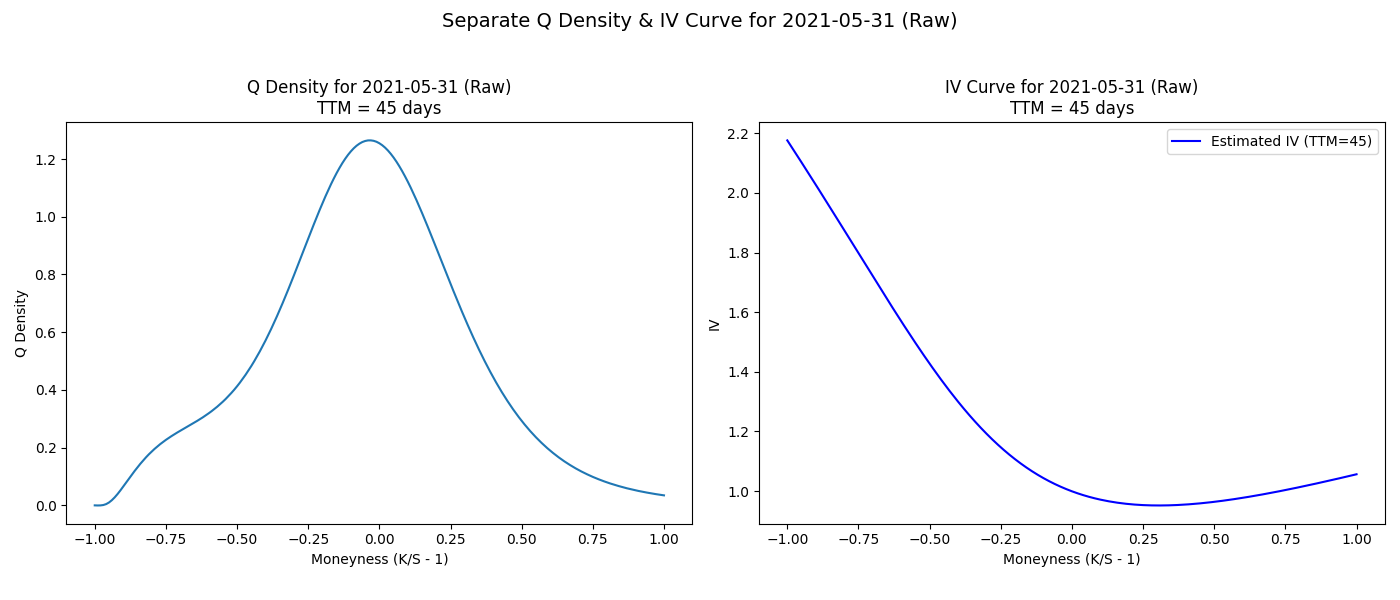 Separate Q Density & IV Curve for 2021-05-31 (Raw)
Q Density for 2021-05-31 (Raw)
TTM = 45 days
Q Density
1.2
1.0
0.8
0.6
0.4
0.2
0.0
−1.00 −0.75 −0.50 −0.25 0.00 0.25 0.50 0.75 1.00
Moneyness (K/S - 1)
IV Curve for 2021-05-31 (Raw)
TTM = 45 days
Estimated IV (TTM=45)
IV
2.2
2.0
1.8
1.6
1.4
1.2
1.0
−1.00 −0.75 −0.50 −0.25 0.00 0.25 0.50 0.75 1.00
Moneyness (K/S - 1)